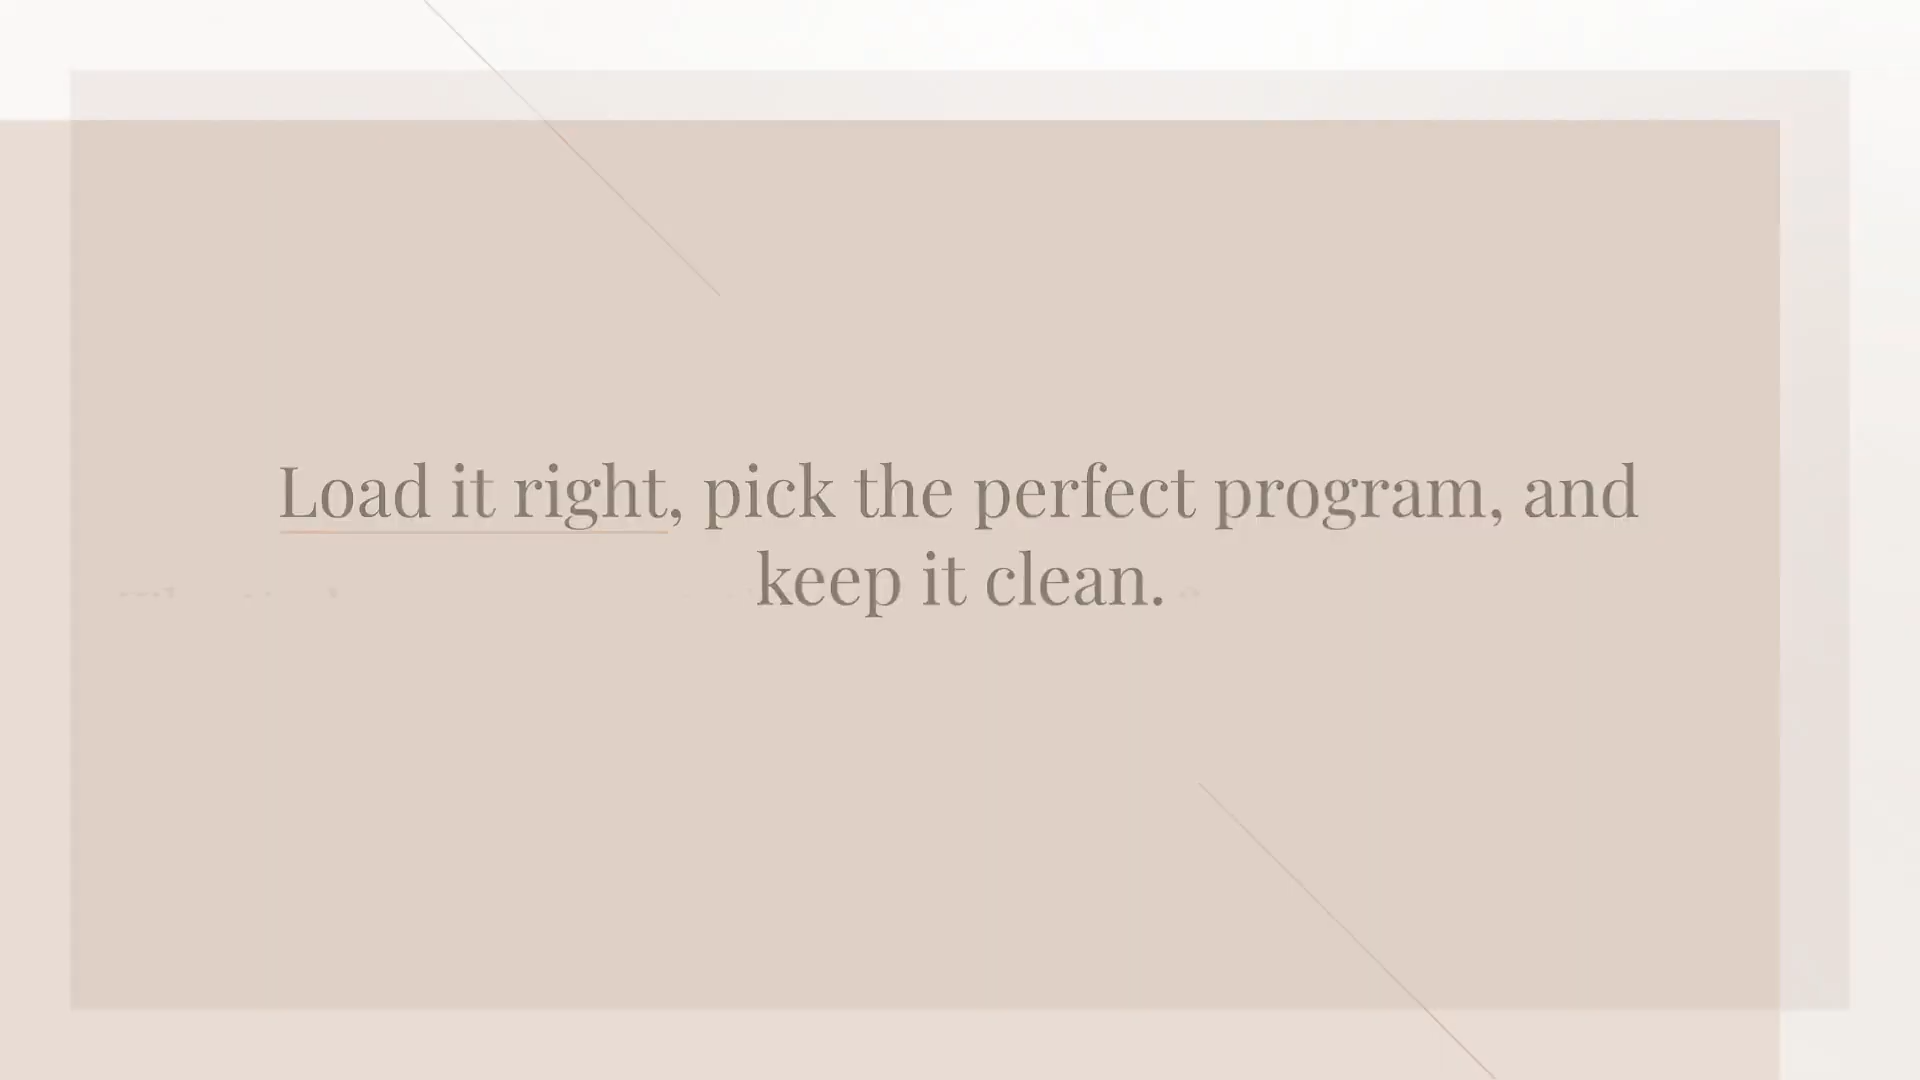 Load it right, pick the perfect program, and
keep it clean.